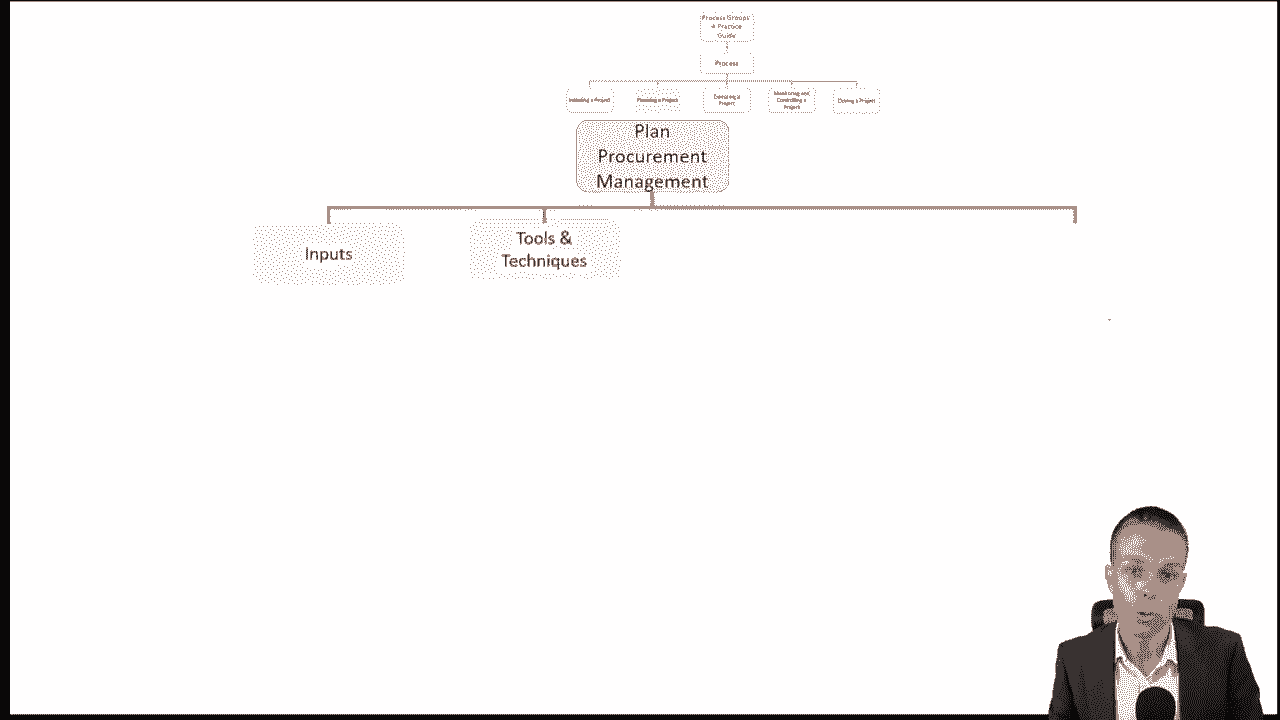 Process Groups
Practice
Guide
Process
Initiating a Project
Planning a Project
Executing a
Project
Monitoring and
Controlling a
Project
Closing a Project
Plan
Procurement
Management
Inputs
Tools &
Techniques